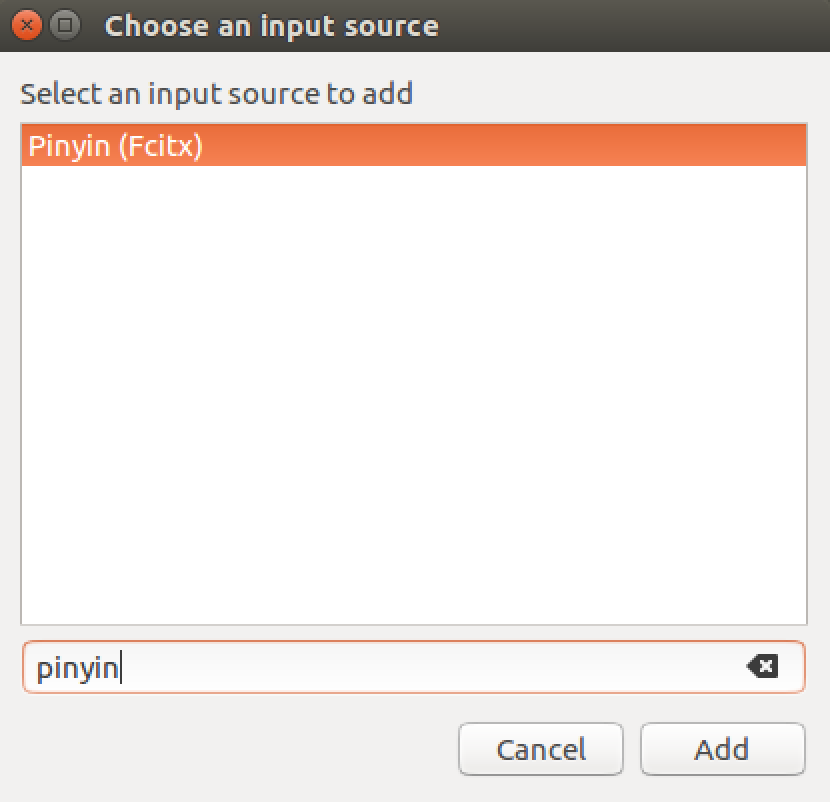 Choose an input source
Select an input source to add
Pinyin (Fcitx)
pinyin
Cancel Add